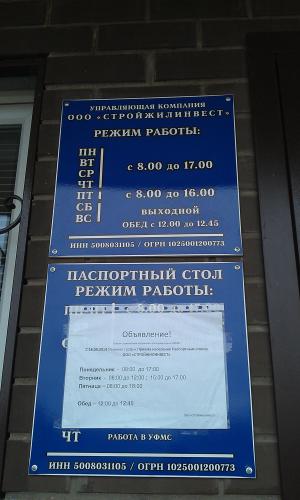 УПРАВЛЯЮЩАЯ КОМПАНИЯ
ООО «СТРОЙЖИЛИНВЕСТ»
РЕЖИМ РАБОТЫ:
ПН
ВТ
СР
ЧТ
с 8.00 до 17.00
ПТ с 8.00 до 16.00
СБ
ВС
ВЫХОДНОЙ
ОБЕД с 12.00 до 12.45
ИНН 5008031105 / ОГРН 1025001200773
ПАСПОРТНЫЙ СТОЛ
РЕЖИМ РАБОТЫ:
Объявление!
ООО «СТРОЙЖИЛИНВЕСТ»
Понедельник - 08:00 до 17:00
Вторник - 08:00 до 12:00; 15:00 до 17:00
Пятница - 08:00 до 16:00
Обед - 12:00 до 12:45
ЧТ РАБОТА В УФМС
ИНН 5008031105 / ОГРН 1025001200773